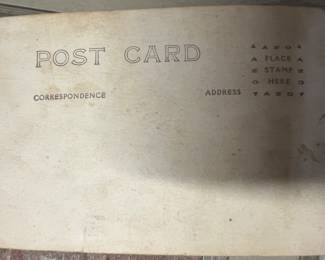 POST CARD
CORRESPONDENCE
ADDRESS
PLACE
STAMP
HERE